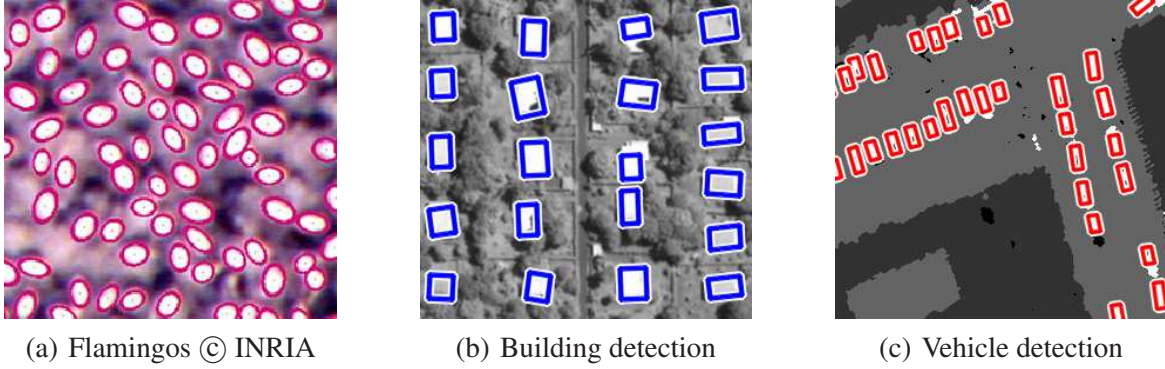 (a) Flamingos © INRIA
(b) Building detection
(c) Vehicle detection